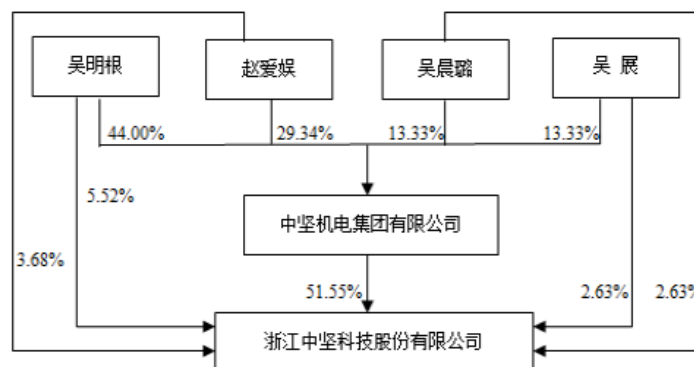 吴明根
赵爱娱
吴晨璐
吴 展
44.00%
29.34%
13.33%
13.33%
5.52%
中坚机电集团有限公司
3.68%
51.55%
2.63%
2.63%
浙江中坚科技股份有限公司